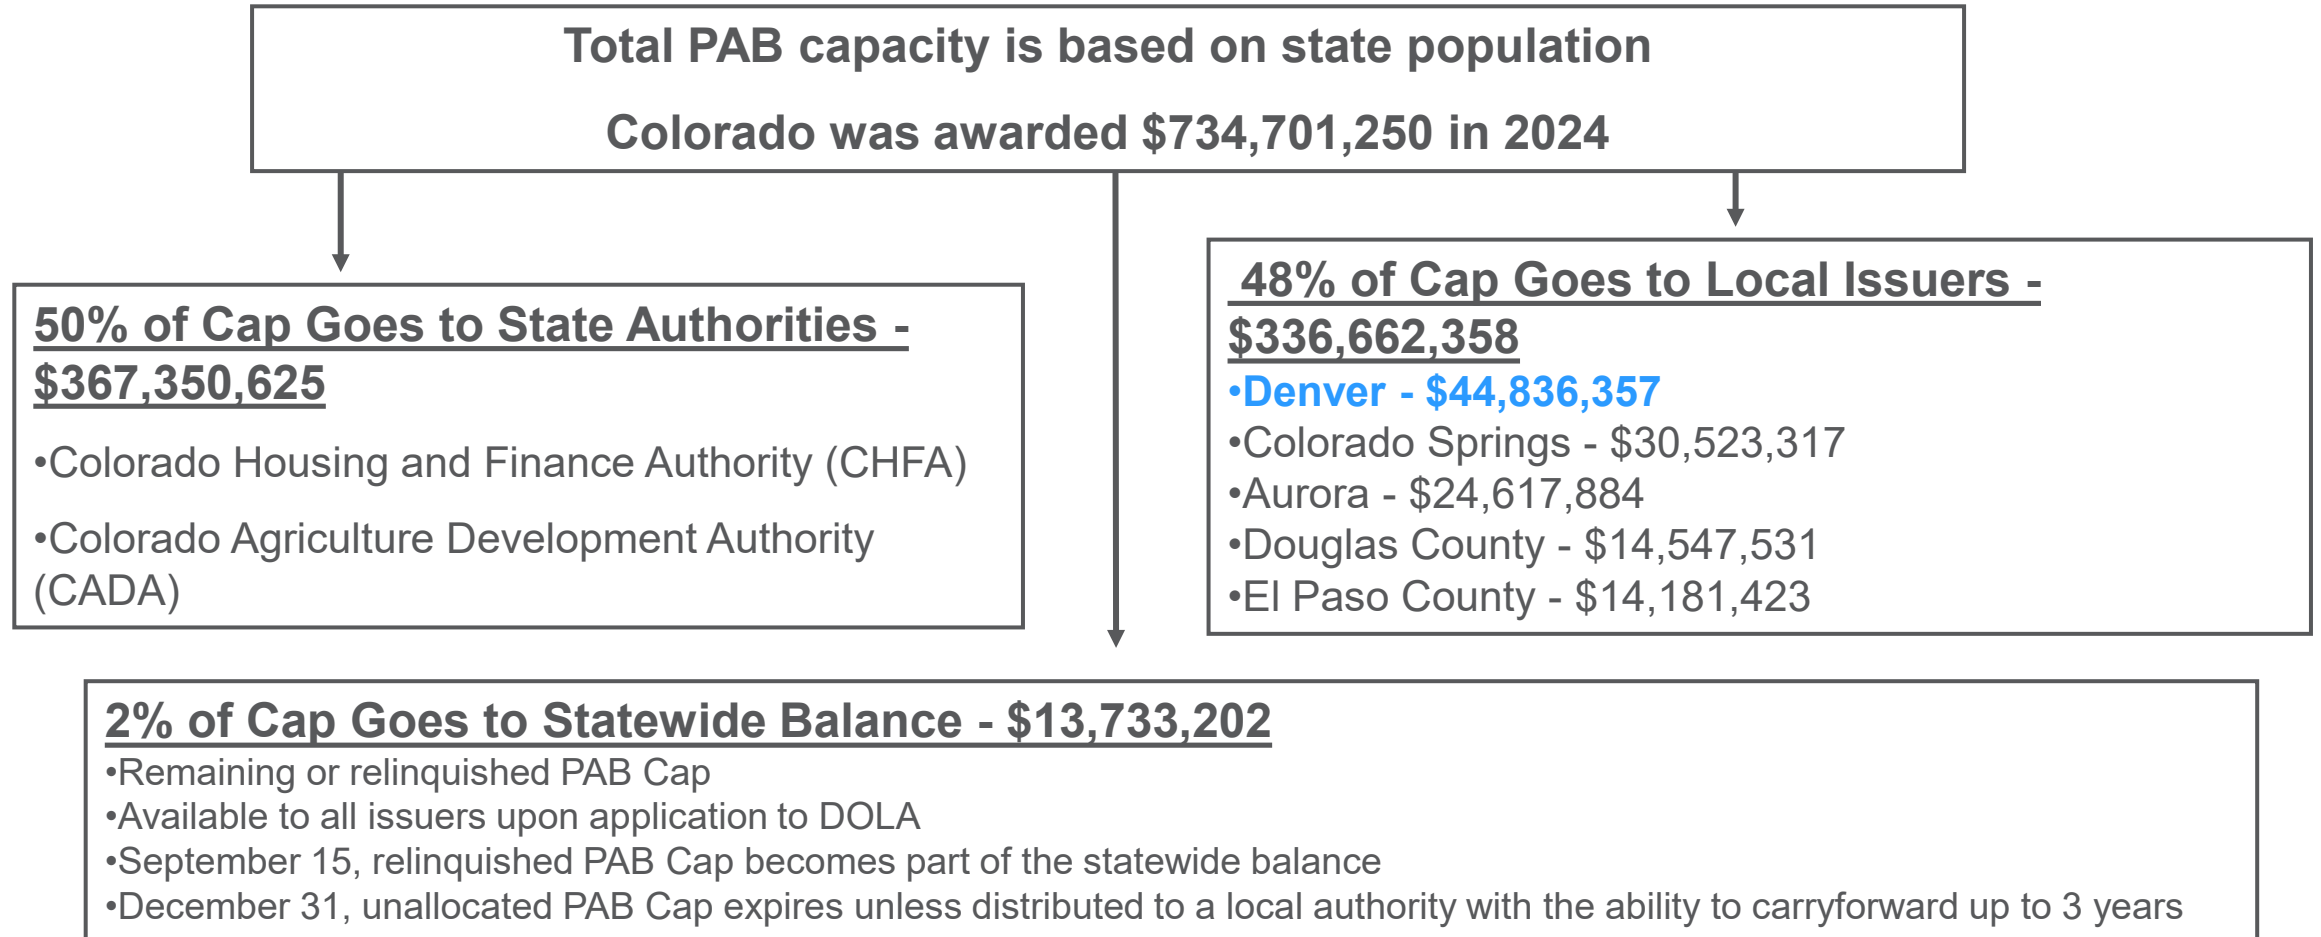 Total PAB capacity is based on state population
Colorado was awarded $734,701,250 in 2024
50% of Cap Goes to State Authorities -
$367,350,625
•Colorado Housing and Finance Authority (CHFA)
•Colorado Agriculture Development Authority
(CADA)
48% of Cap Goes to Local Issuers -
$336,662,358
•Denver - $44,836,357
•Colorado Springs - $30,523,317
•Aurora - $24,617,884
•Douglas County - $14,547,531
•El Paso County - $14,181,423
2% of Cap Goes to Statewide Balance - $13,733,202
•Remaining or relinquished PAB Cap
•Available to all issuers upon application to DOLA
•September 15, relinquished PAB Cap becomes part of the statewide balance
•December 31, unallocated PAB Cap expires unless distributed to a local authority with the ability to carryforward up to 3 years